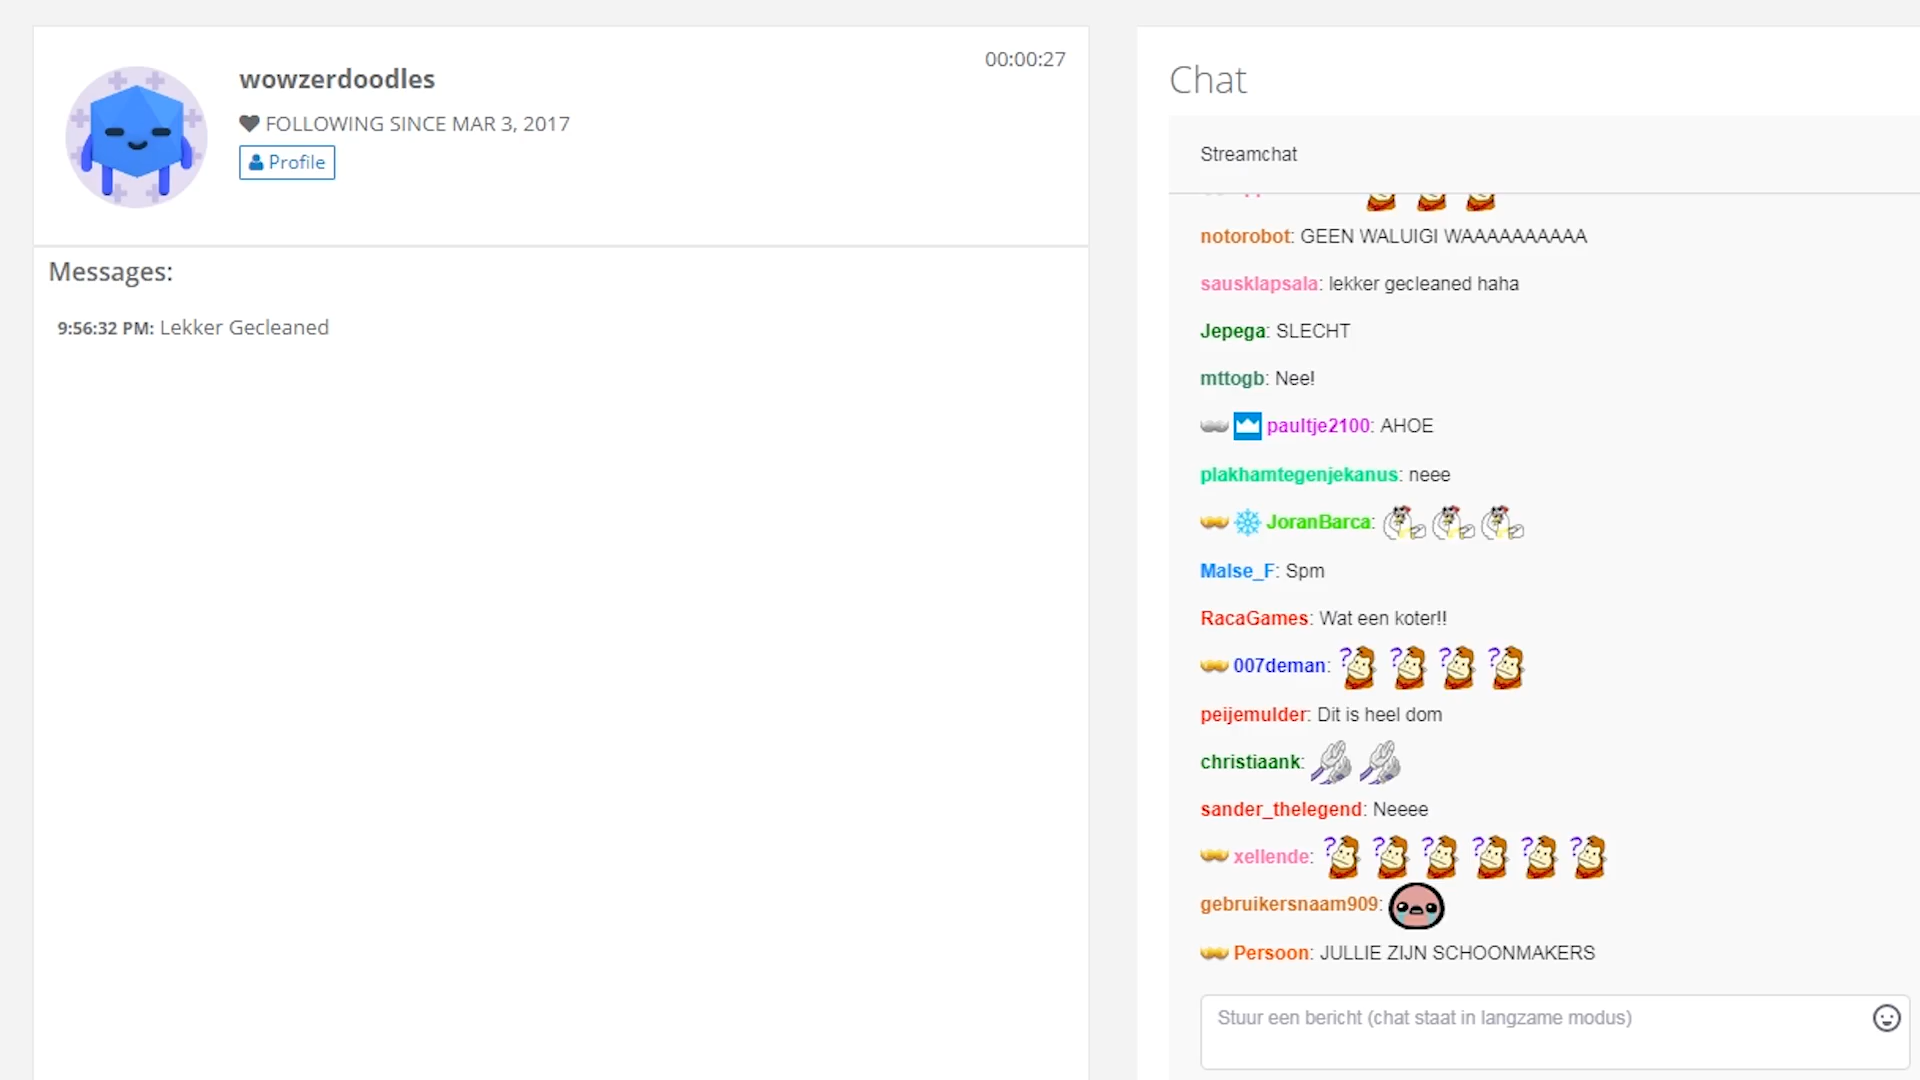 wowzerdoodles
00:00:27
FOLLOWING SINCE MAR 3, 2017
Profile
Messages:
9:56:32 PM: Lekker Gecleaned
Chat
Streamchat
notorobot: GEEN WALUIGI WAAAAAAAAAA
sausklapsala: lekker gecleaned haha
Jepega: SLECHT
mttogb: Nee!
paultje2100: AHOE
plakhamtegenjekanus: neee
JoranBarca:
Malse_F: Spm
RacaGames: Wat een koter!!
007deman: ? ? ? ?
peijemulder: Dit is heel dom
christiaank:
sander_thelegend: Neeee
xellende: ? ? ? ? ? ?
gebruikersnaam909:
Persoon: JULLIE ZIJN SCHOONMAKERS
Stuur een bericht (chat staat in langzame modus)